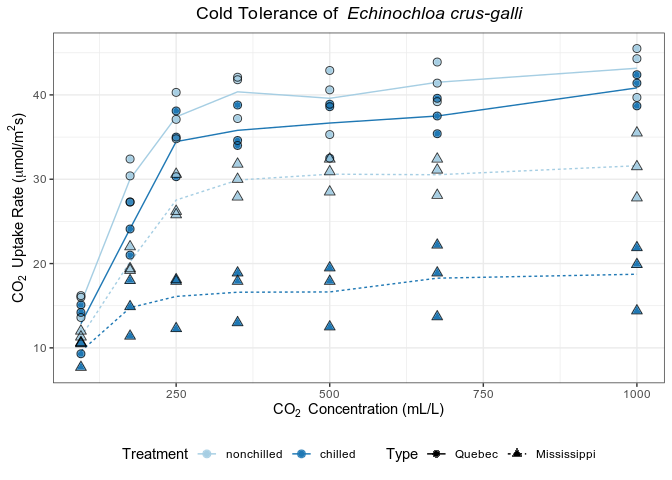 Cold Tolerance of Echinochloa crus-galli
CO₂ Uptake Rate (μmol/m²s)
40
30
20
10
250
500
750
1000
CO₂ Concentration (mL/L)
Treatment nonchilled chilled Type Quebec Mississippi